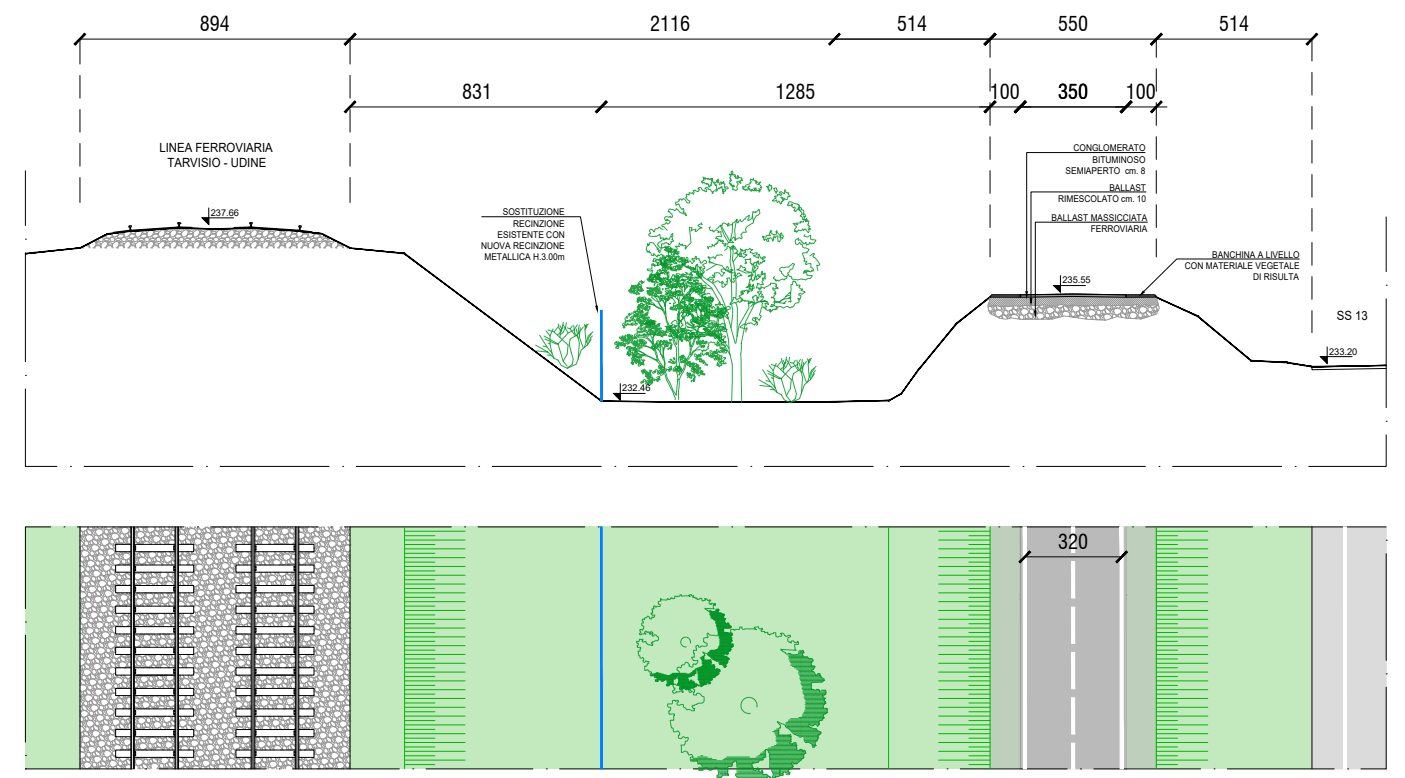 894
2116
514
550
514
831
1285
100
350
100
LINEA FERROVIARIA
TARVISIO - UDINE
237.66
SOSTITUZIONE
RECINZIONE
ESISTENTE CON
NUOVA RECINZIONE
METALLICA H.3.00m
232.46
CONGLOMERATO
BITUMINOSO
SEMIAPERTO cm. 8
BALLAST
RIMESCOLATO cm. 10
BALLAST MASSICCIATA
FERROVIARIA
BANCHINA A LIVELLO
CON MATERIALE VEGETALE
DI RISULTA
235.55
SS 13
233.20
320